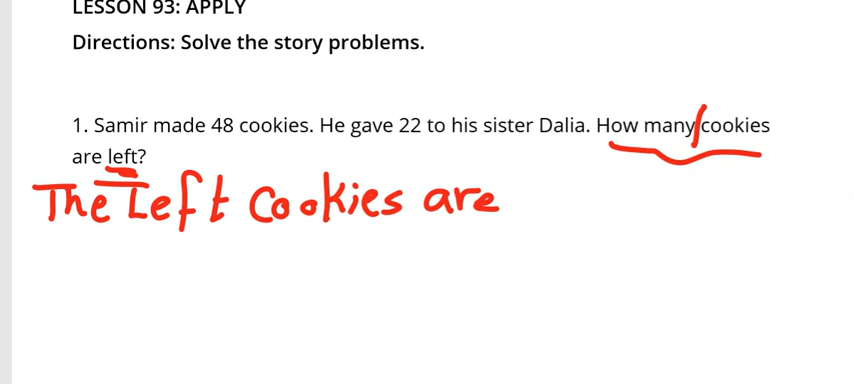 LESSON 93: APPLY
Directions: Solve the story problems.
1. Samir made 48 cookies. He gave 22 to his sister Dalia. How many cookies
are left?
The Left Cookies are